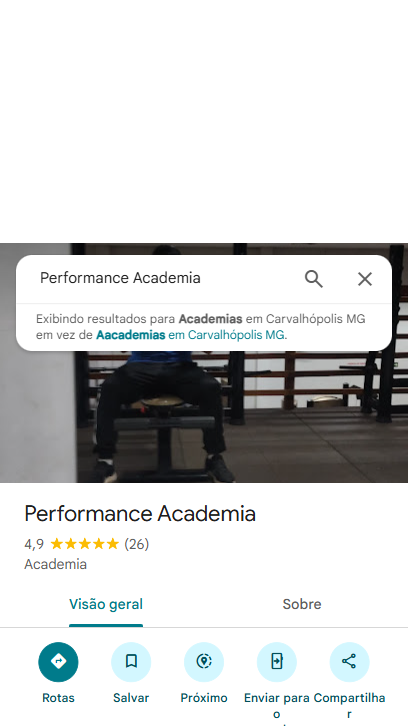 Performance Academia
Exibindo resultados para Academias em Carvalhópolis MG
em vez de Aacademias em Carvalhópolis MG.
Performance Academia
4,9 ★★★★★ (26)
Academia
Visão geral Sobre
Rotas Salvar Próximo Enviar para Compartilha
o r